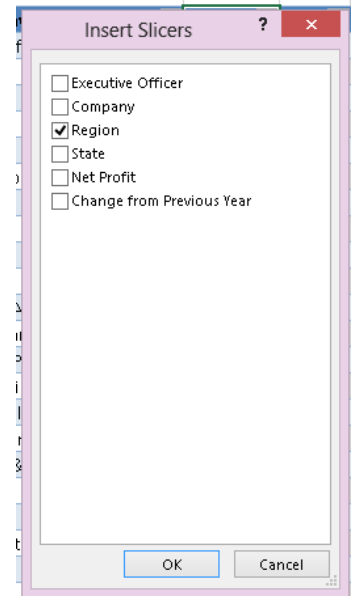 Insert Slicers
?
Executive Officer
Company
Region
State
Net Profit
Change from Previous Year
OK
Cancel